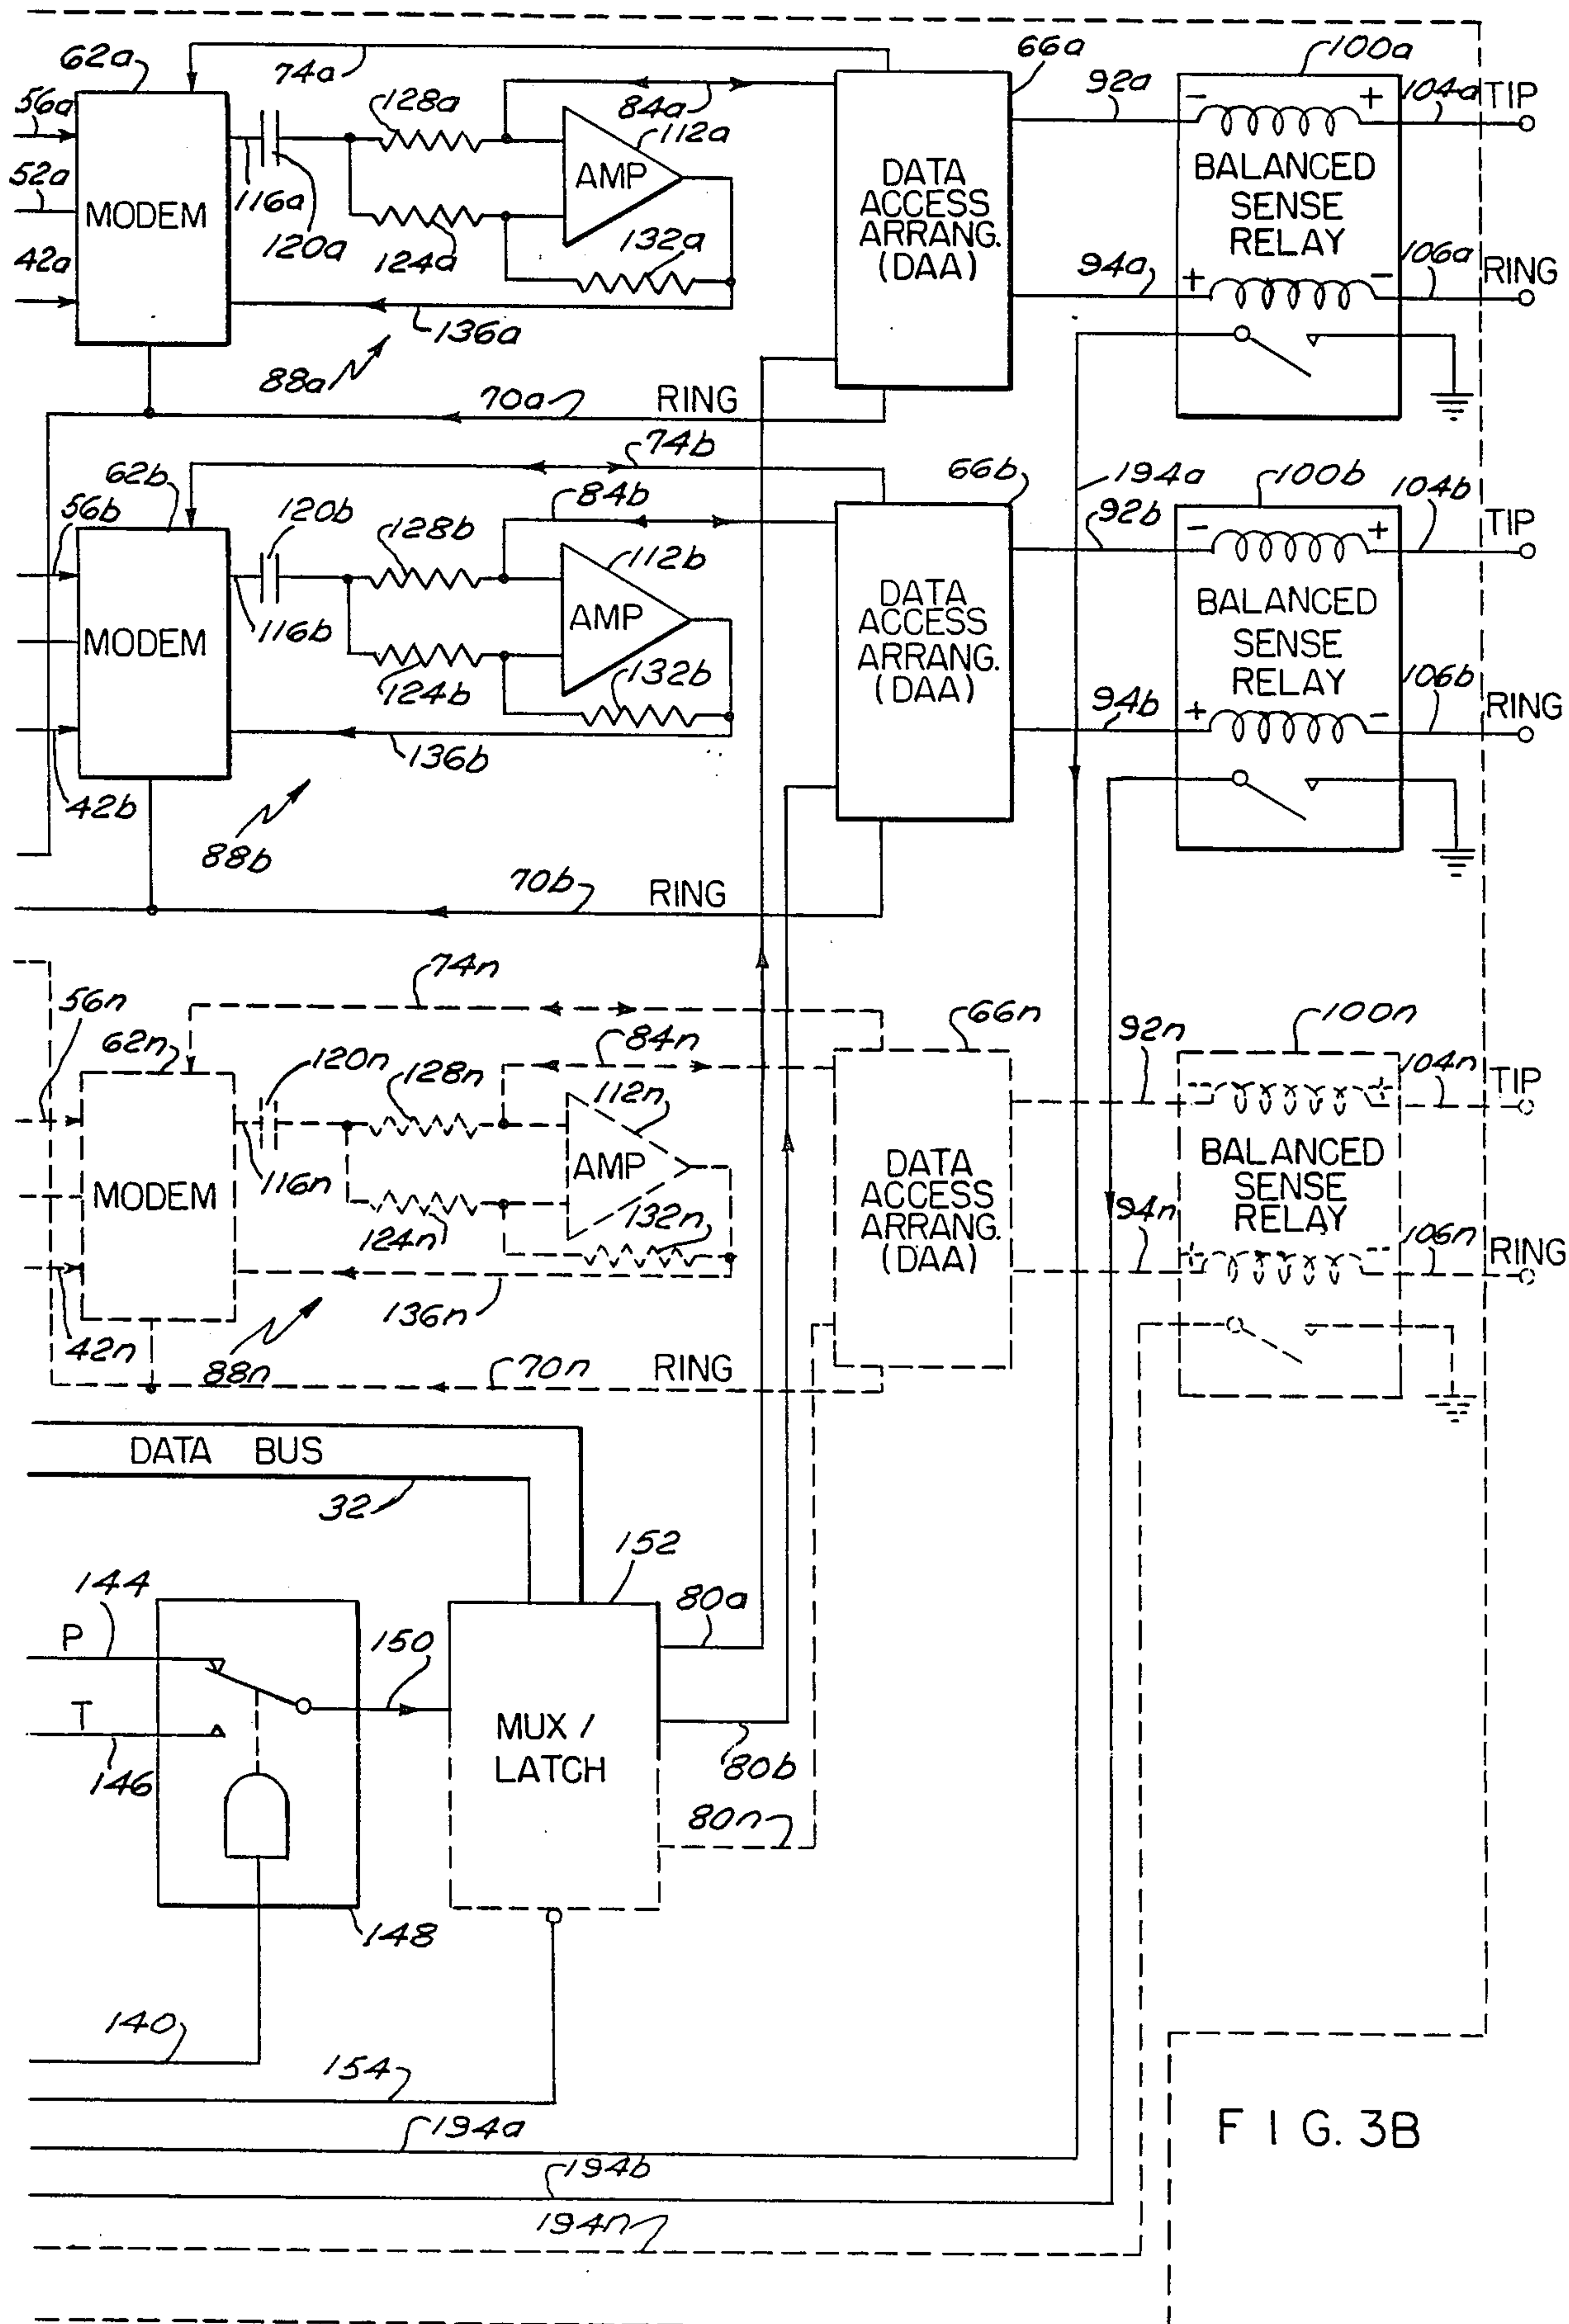 62a
74a
66a
100a
56a
128a
84a
112a
92a
- +
104a TIP
52a
MODEM
116a
120a
124a
AMP
132a
DATA
ACCESS
ARRANG.
(DAA)
BALANCED
SENSE
RELAY
42a
94a
+ -
106a RING
136a
88a
70a RING
74b
62b
66b
194a
100b
104b
56b
120b
128b
84b
112b
92b
- +
TIP
MODEM
116b
124b
AMP
132b
DATA
ACCESS
ARRANG.
(DAA)
BALANCED
SENSE
RELAY
106b
94b
+ -
RING
136b
42b
88b
70b RING
74n
56n
62n
120n
128n
84n
112n
66n
92n
100n
- +
104n
TIP
MODEM
116n
124n
AMP
132n
DATA
ACCESS
ARRANG.
(DAA)
BALANCED
SENSE
RELAY
94n
+ -
106n RING
42n
136n
88n
70n RING
DATA BUS
32
152
144
P
150
80a
T
146
MUX /
LATCH
80b
80n
148
140
154
194a
194b
194n
FIG. 3B